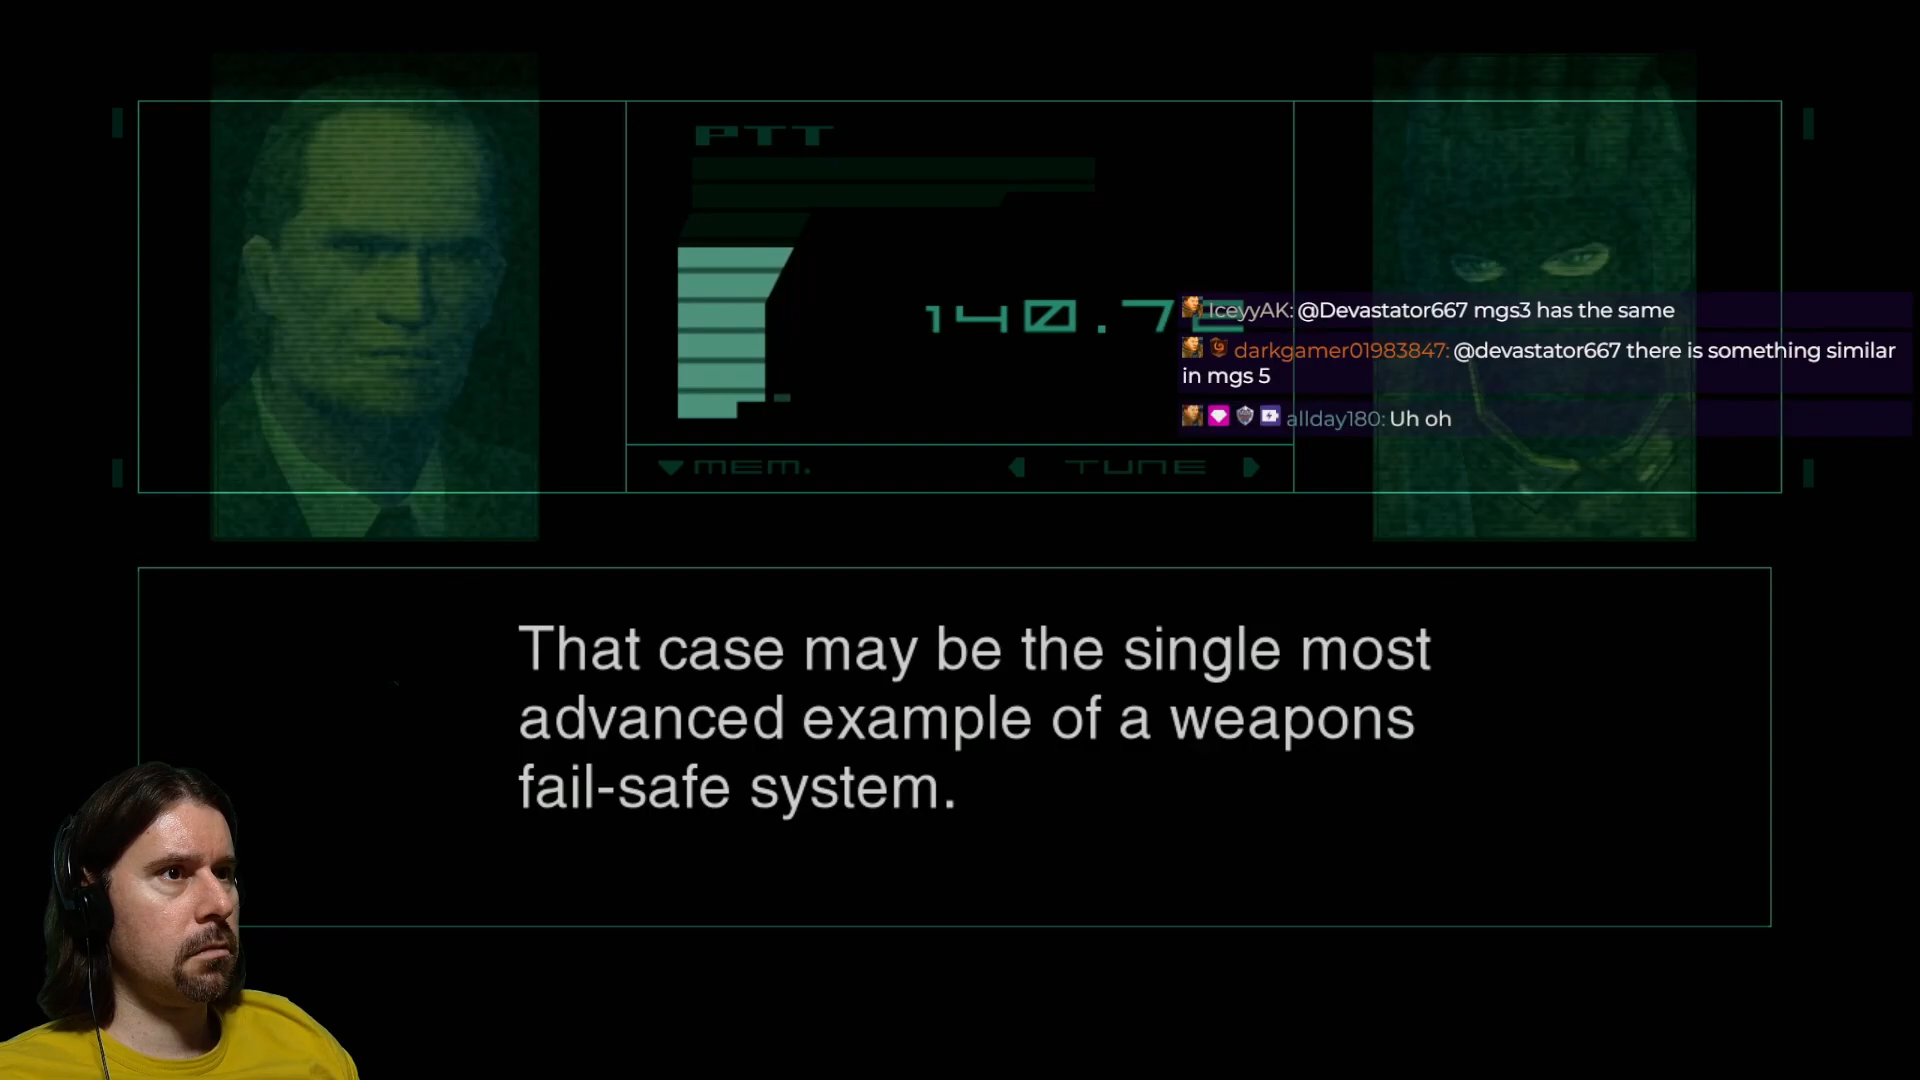 PTT
140.7
IceyyAK: @Devastator667 mgs3 has the same
darkgamer01983847: @devastator667 there is something similar
in mgs 5
allday180: Uh oh
MEM.
TUNE
That case may be the single most
advanced example of a weapons
fail-safe system.